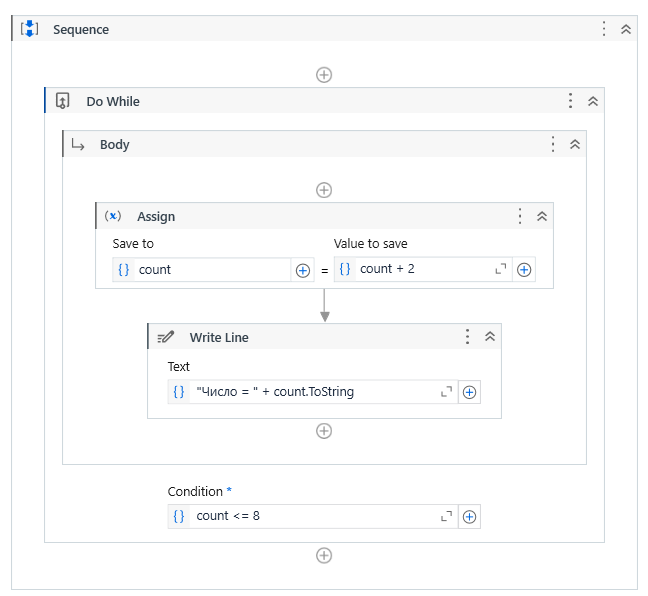 Sequence
Do While
Body
Assign
Save to Value to save
count = count + 2
Write Line
Text
"Число = " + count.ToString
Condition *
count <= 8